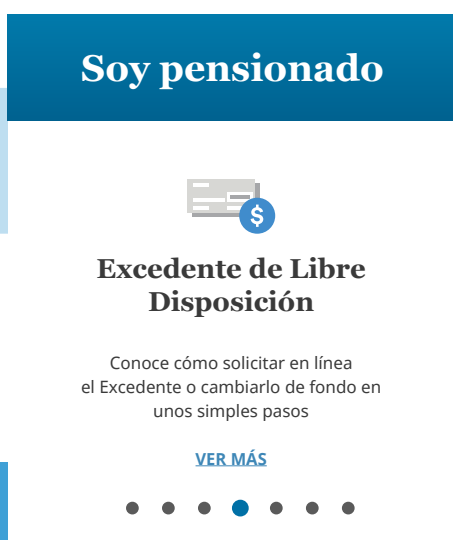 Soy pensionado
$
Excedente de Libre
Disposición
Conoce cómo solicitar en línea
el Excedente o cambiarlo de fondo en
unos simples pasos
VER MÁS